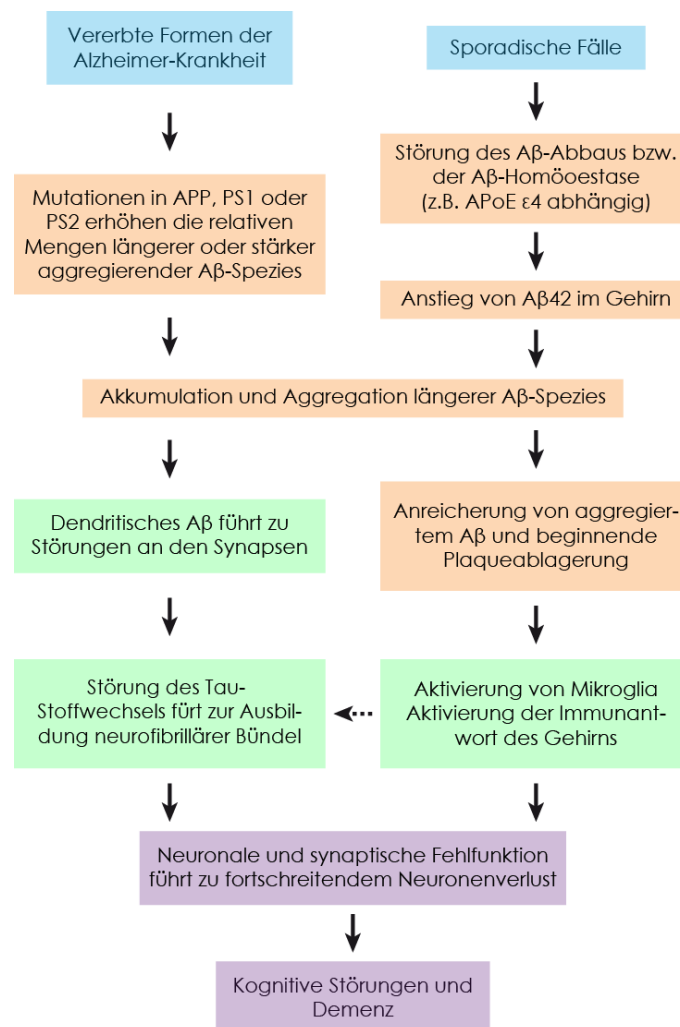 Vererbte Formen der
Alzheimer-Krankheit
Sporadische Fälle
Mutationen in APP, PS1 oder
PS2 erhöhen die relativen
Mengen längerer oder stärker
aggregierender Aβ-Spezies
Störung des Aβ-Abbaus bzw.
der Aβ-Homöoestase
(z.B. APoE ε4 abhängig)
Anstieg von Aβ42 im Gehirn
Akkumulation und Aggregation längerer Aβ-Spezies
Dendritisches Aβ führt zu
Störungen an den Synapsen
Anreicherung von aggregier-
tem Aβ und beginnende
Plaqueablagerung
Störung des Tau-
Stoffwechsels fürt zur Ausbil-
dung neurofibrillärer Bündel
Aktivierung von Mikroglia
Aktivierung der Immunant-
wort des Gehirns
Neuronale und synaptische Fehlfunktion
führt zu fortschreitendem Neuronenverlust
Kognitive Störungen und
Demenz